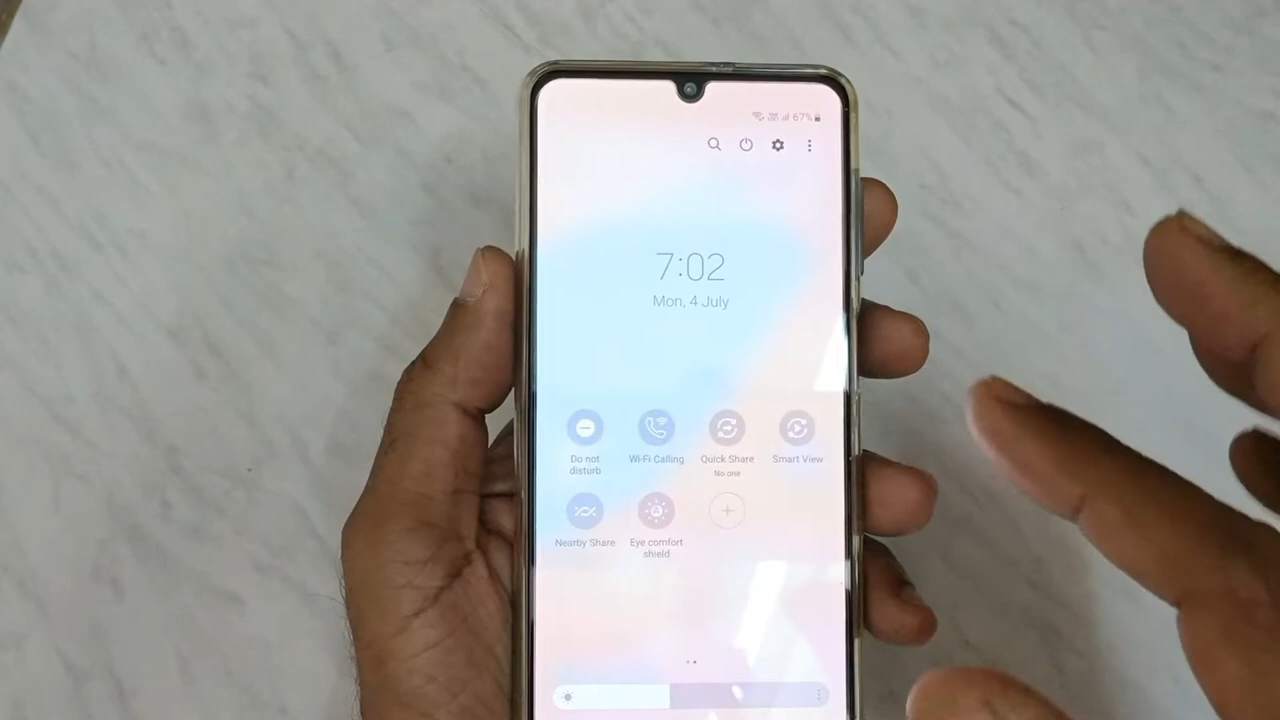 67%
7:02
Mon, 4 July
Do not
disturb
Wi-Fi Calling
Quick Share
No one
Smart View
Nearby Share
Eye comfort
shield